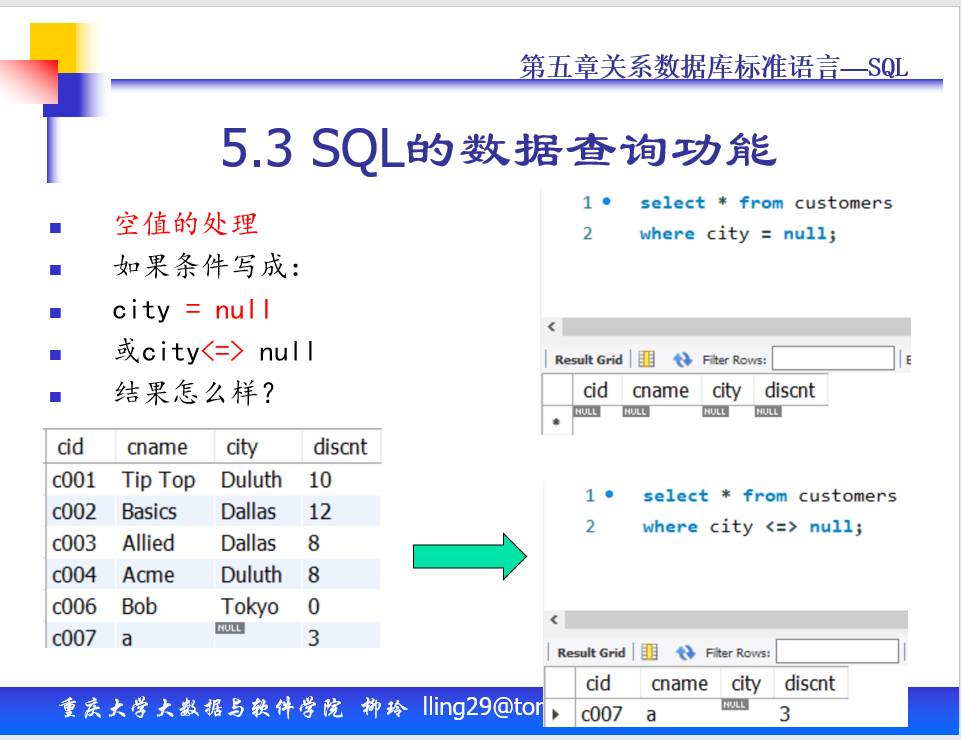 第五章关系数据库标准语言—SQL
5.3 SQL的数据查询功能
空值的处理
如果条件写成:
city = null
或city<=> null
结果怎么样?
cid cname city discnt
c001 Tip Top Duluth 10
c002 Basics Dallas 12
c003 Allied Dallas 8
c004 Acme Duluth 8
c006 Bob Tokyo 0
c007 a NULL 3
1 select * from customers
2 where city = null;
Result Grid Filter Rows: E
cid cname city discnt
* NULL NULL NULL NULL
1 select * from customers
2 where city <=> null;
Result Grid Filter Rows:
cid cname city discnt
c007 a NULL 3
重庆大学大数据与软件学院 柳玲 lling29@tom